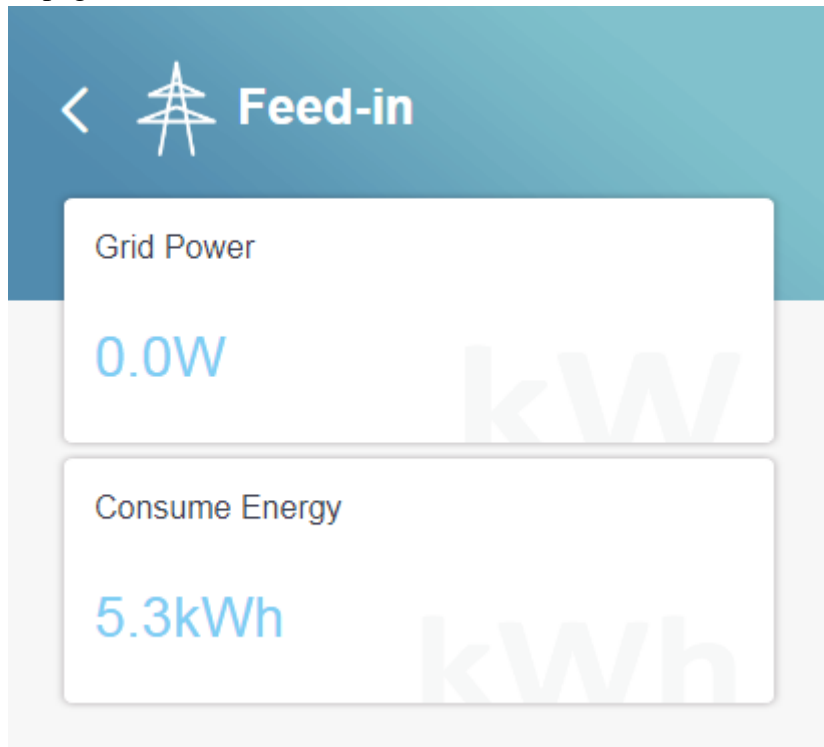 Feed-in
Grid Power
0.0W
kW
Consume Energy
5.3kWh
kWh